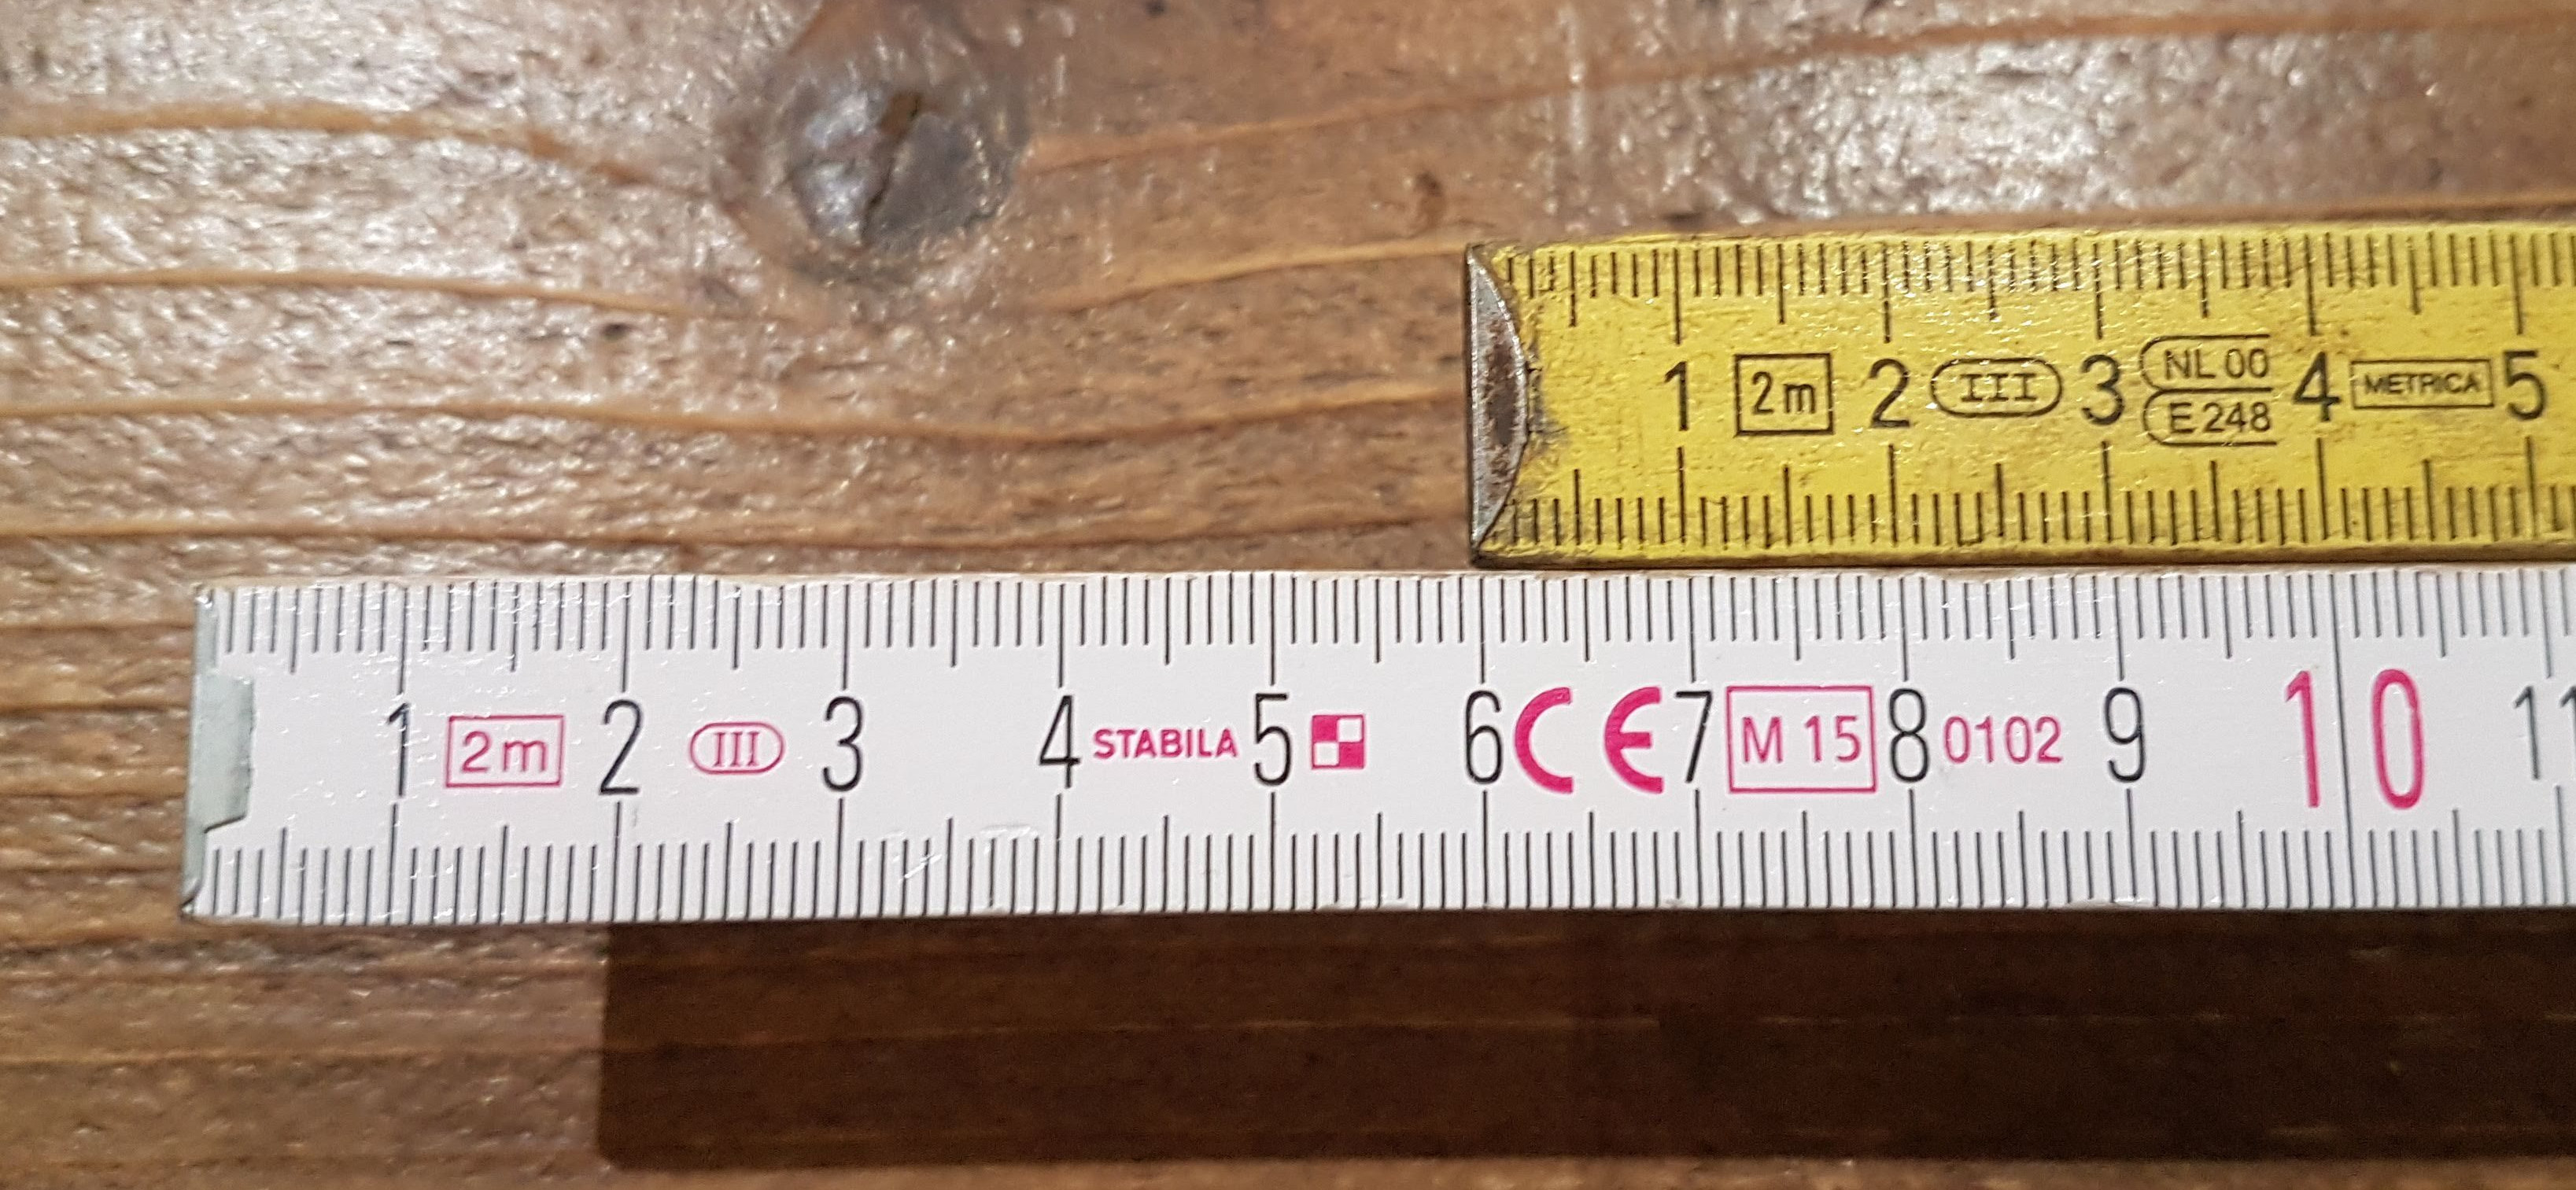 1 2m 2 III 3 NL 00 4 METRICA 5
E 248
1 2m 2 III 3 4 STABILA 5 6 CE 7 M 15 8 0102 9 10 11